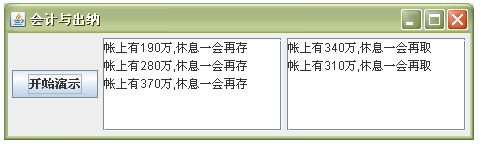 会计与出纳
开始演示
帐上有190万,休息一会再存
帐上有280万,休息一会再存
帐上有370万,休息一会再存
帐上有340万,休息一会再取
帐上有310万,休息一会再取